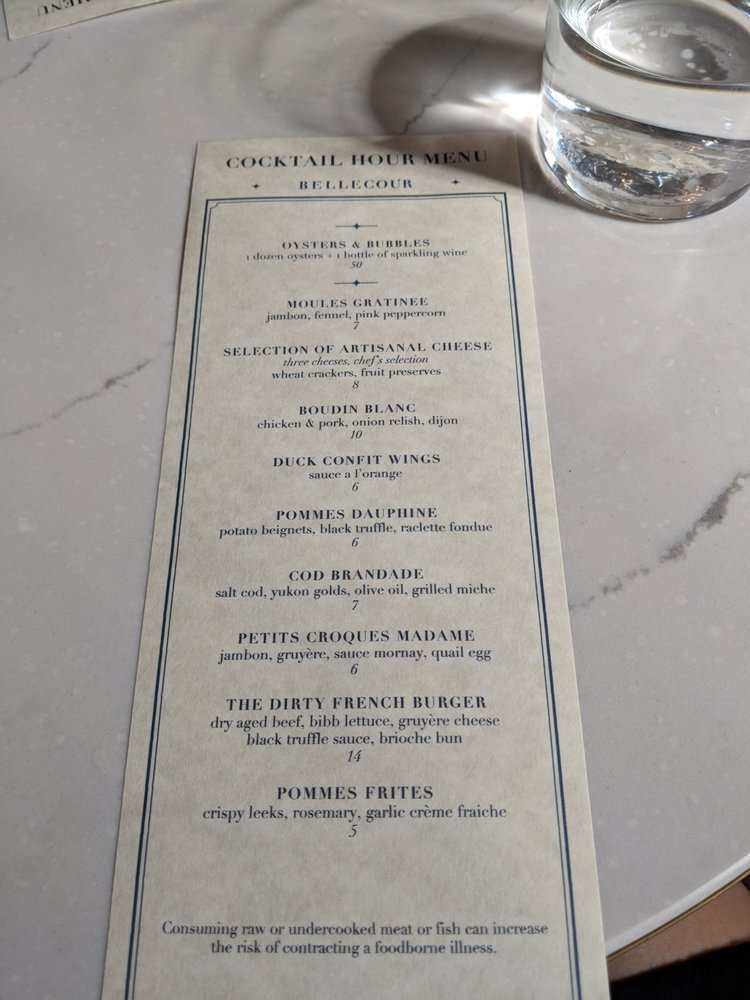 MENU
COCKTAIL HOUR MENU
BELLECOUR
OYSTERS & BUBBLES
1 dozen oysters + 1 bottle of sparkling wine
50
MOULES GRATINEE
jambon, fennel, pink peppercorn
7
SELECTION OF ARTISANAL CHEESE
three cheeses, chef's selection
wheat crackers, fruit preserves
8
BOUDIN BLANC
chicken & pork, onion relish, dijon
10
DUCK CONFIT WINGS
sauce a l'orange
6
POMMES DAUPHINE
potato beignets, black truffle, raclette fondue
6
COD BRANDADE
salt cod, yukon golds, olive oil, grilled miche
7
PETITS CROQUES MADAME
jambon, gruyère, sauce mornay, quail egg
6
THE DIRTY FRENCH BURGER
dry aged beef, bibb lettuce, gruyère cheese
black truffle sauce, brioche bun
14
POMMES FRITES
crispy leeks, rosemary, garlic crème fraiche
5
Consuming raw or undercooked meat or fish can increase
the risk of contracting a foodborne illness.